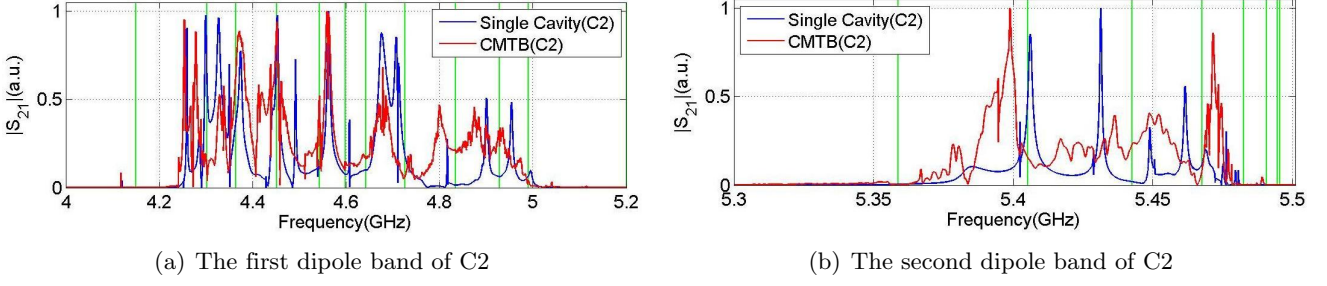 1
0.5
0
|S21|(a.u.)
Single Cavity(C2)
CMTB(C2)
4
4.2
4.4
4.6
4.8
5
5.2
Frequency(GHz)
(a) The first dipole band of C2
1
0.5
0
|S21|(a.u.)
Single Cavity(C2)
CMTB(C2)
5.3
5.35
5.4
5.45
5.5
Frequency(GHz)
(b) The second dipole band of C2